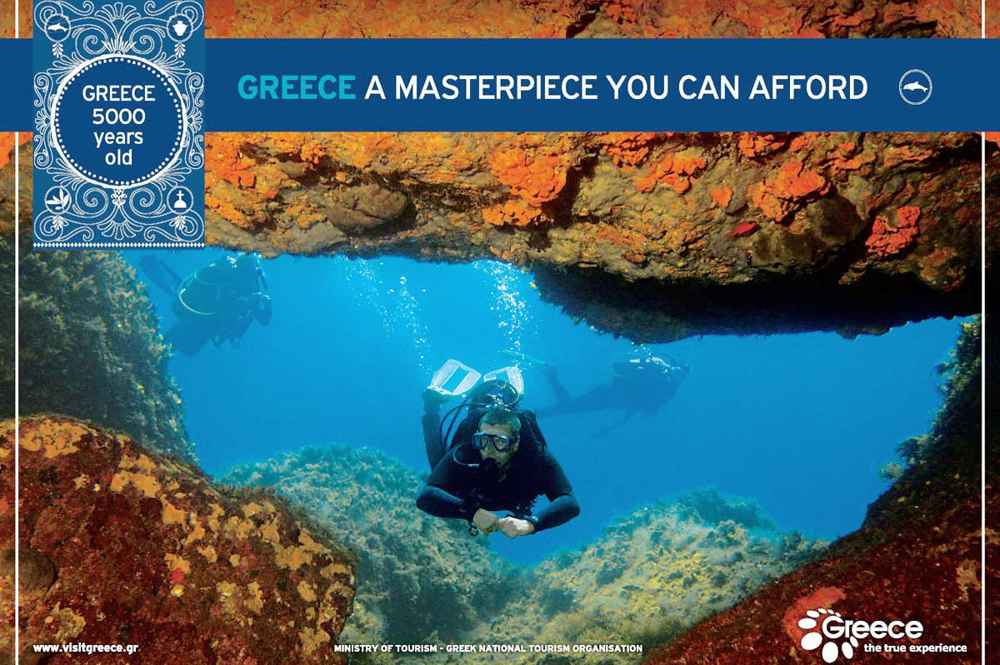 GREECE
5000
years
old
GREECE A MASTERPIECE YOU CAN AFFORD
www.visitgreece.gr
MINISTRY OF TOURISM - GREEK NATIONAL TOURISM ORGANISATION
Greece
the true experience